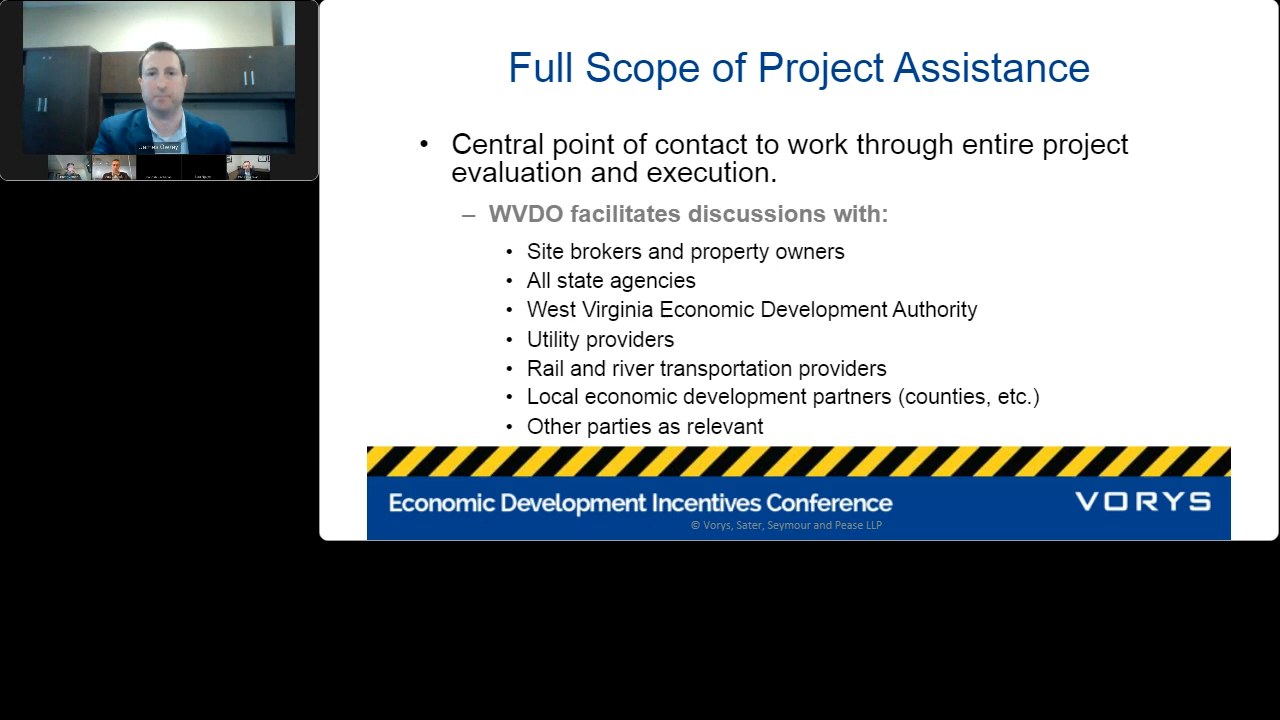 Full Scope of Project Assistance
• Central point of contact to work through entire project
evaluation and execution.
– WVDO facilitates discussions with:
• Site brokers and property owners
• All state agencies
• West Virginia Economic Development Authority
• Utility providers
• Rail and river transportation providers
• Local economic development partners (counties, etc.)
• Other parties as relevant
Economic Development Incentives Conference
VORYS
© Vorys, Sater, Seymour and Pease LLP